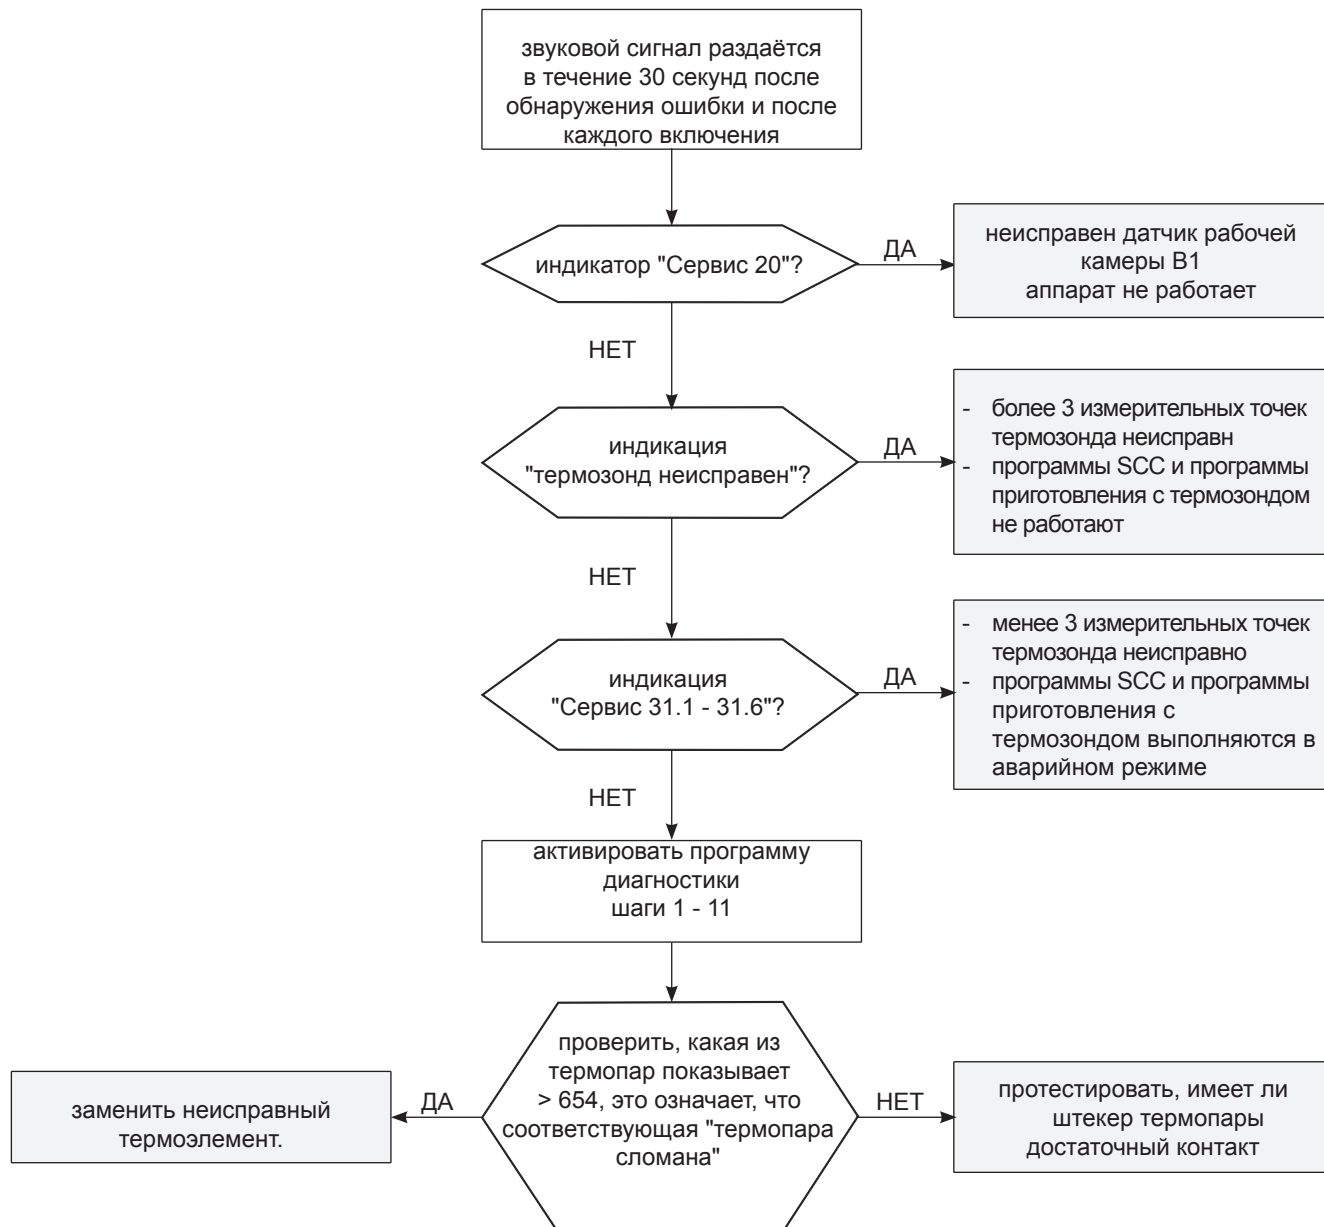 звуковой сигнал раздаётся
в течение 30 секунд после
обнаружения ошибки и после
каждого включения
индикатор "Сервис 20"?
ДА
неисправен датчик рабочей
камеры B1
аппарат не работает
НЕТ
индикация
"термозонд неисправен"?
ДА
- более 3 измерительных точек
термозонда неисправн
- программы SCC и программы
приготовления с термозондом
не работают
НЕТ
индикация
"Сервис 31.1 - 31.6"?
ДА
- менее 3 измерительных точек
термозонда неисправно
- программы SCC и программы
приготовления с
термозондом выполняются в
аварийном режиме
НЕТ
активировать программу
диагностики
шаги 1 - 11
проверить, какая из
термопар показывает
> 654, это означает, что
соответствующая "термопара
сломана"
ДА
заменить неисправный
термоэлемент.
НЕТ
протестировать, имеет ли
штекер термопары
достаточный контакт